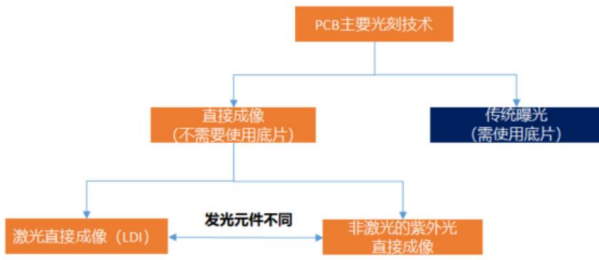 PCB主要光刻技术
直接成像
（不需要使用底片）
传统曝光
（需使用底片）
激光直接成像（LDI）
发光元件不同
非激光的紫外光
直接成像